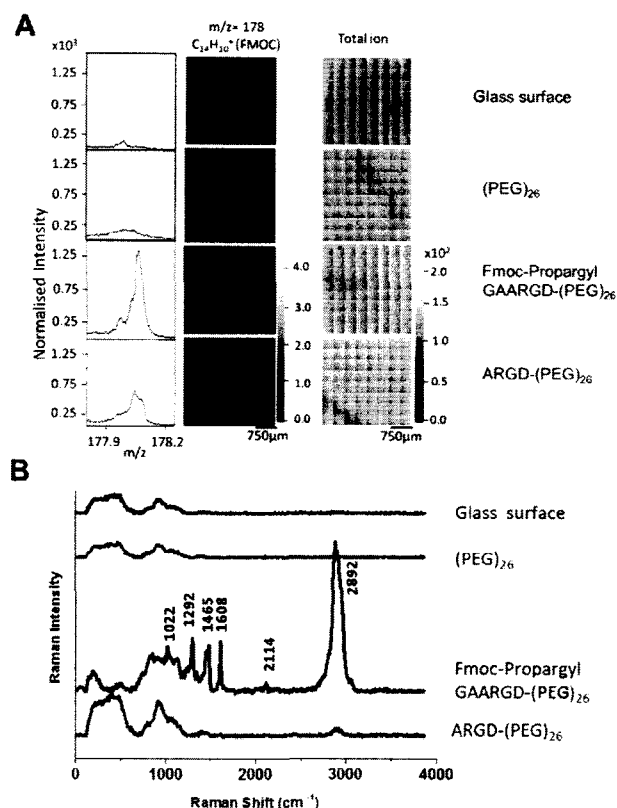 A
m/z= 178
C14H10+(FMOC)
Total ion
x10³
1.25
0.75
0.25
Glass surface
1.25
0.75
0.25
(PEG)26
1.25
0.75
0.25
4.0
3.0
2.0
1.0
0.0
x10²
2.0
1.5
1.0
0.5
0.0
Fmoc-Propargyl
GAARGD-(PEG)26
1.25
0.75
0.25
ARGD-(PEG)26
Normalised Intensity
177.9
178.2
m/z
750µm
750µm
B
Glass surface
(PEG)26
1022
1292
1465
1608
2114
2892
Fmoc-Propargyl
GAARGD-(PEG)26
ARGD-(PEG)26
Raman Intensity
0
1000
2000
3000
4000
Raman Shift (cm⁻¹)